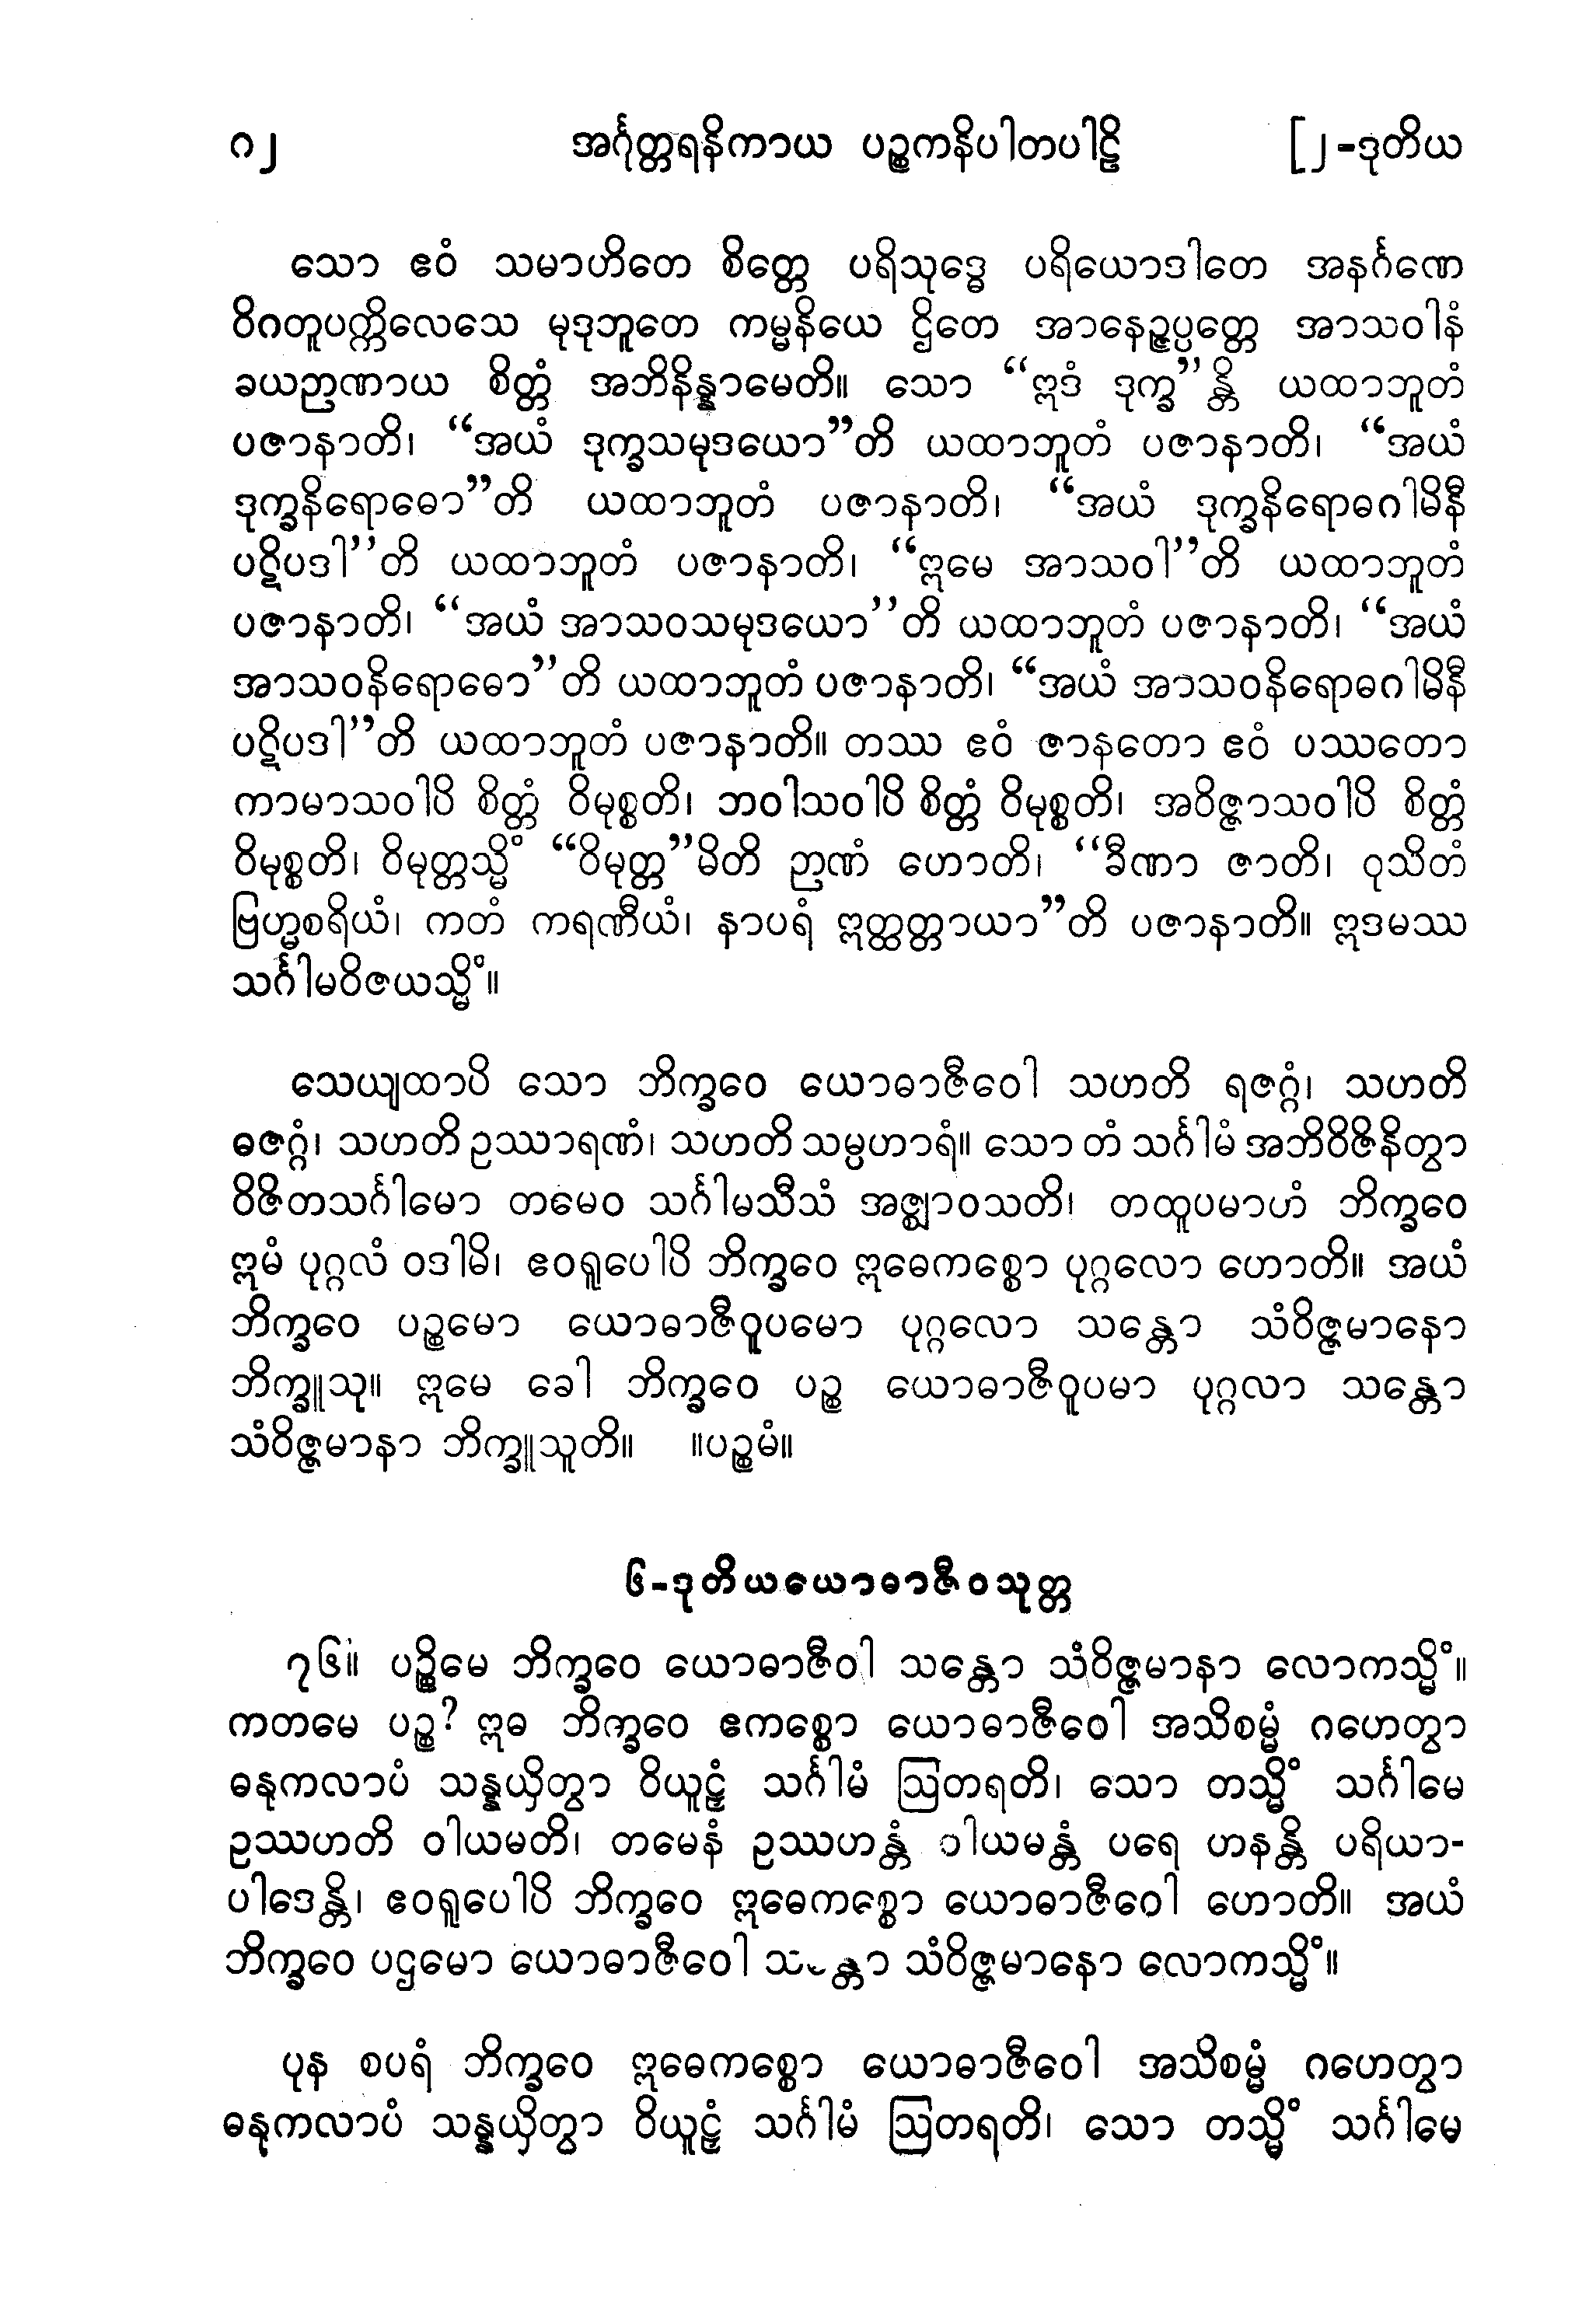 ဂ၂ အင်္ဂုတ္တရနိကာယ ပဉ္စကနိပါတပါဠိ [၂-ဒုတိယ
သော ဧဝံ သမာဟိတေ စိတ္တေ ပရိသုဒ္ဓေ ပရိယောဒါတေ အနင်္ဂဏေ
ဝိဂတူပက္ကိလေသေ မုဒုဘူတေ ကမ္မနိယေ ဌိတေ အာနေဉ္ဇပ္ပတ္တေ အာသဝါနံ
ခယဉာဏာယ စိတ္တံ အဘိနိန္နာမေတိ။ သော “ဣဒံ ဒုက္ခ”န္တိ ယထာဘူတံ
ပဇာနာတိ၊ “အယံ ဒုက္ခသမုဒယော”တိ ယထာဘူတံ ပဇာနာတိ၊ “အယံ
ဒုက္ခနိရောဓော”တိ ယထာဘူတံ ပဇာနာတိ၊ “အယံ ဒုက္ခနိရောဓဂါမိနီ
ပဋိပဒါ”တိ ယထာဘူတံ ပဇာနာတိ၊ “ဣမေ အာသဝါ”တိ ယထာဘူတံ
ပဇာနာတိ၊ “အယံ အာသဝသမုဒယော”တိ ယထာဘူတံ ပဇာနာတိ၊ “အယံ
အာသဝနိရောဓော”တိ ယထာဘူတံ ပဇာနာတိ၊ “အယံ အာသဝနိရောဓဂါမိနီ
ပဋိပဒါ”တိ ယထာဘူတံ ပဇာနာတိ။ တဿ ဧဝံ ဇာနတော ဧဝံ ပဿတော
ကာမာသဝါပိ စိတ္တံ ဝိမုစ္စတိ၊ ဘဝါသဝါပိ စိတ္တံ ဝိမုစ္စတိ၊ အဝိဇ္ဇာသဝါပိ စိတ္တံ
ဝိမုစ္စတိ၊ ဝိမုတ္တသ္မိံ “ဝိမုတ္တ”မိတိ ဉာဏံ ဟောတိ၊ “ခီဏာ ဇာတိ၊ ဝုသိတံ
ဗြဟ္မစရိယံ၊ ကတံ ကရဏီယံ၊ နာပရံ ဣတ္ထတ္တာယာ”တိ ပဇာနာတိ။ ဣဒမဿ
သင်္ဂါမဝိဇယသ္မိံ။
သေယျထာပိ သော ဘိက္ခဝေ ယောဓာဇီဝေါ သဟတိ ရဇဂ္ဂံ၊ သဟတိ
ဓဇဂ္ဂံ၊ သဟတိ ဥဿာရဏံ၊ သဟတိ သမ္ပဟာရံ။ သော တံ သင်္ဂါမံ အဘိဝိဇိနိတွာ
ဝိဇိတသင်္ဂါမော တမေဝ သင်္ဂါမသီသံ အဇ္ဈာဝသတိ၊ တထူပမာဟံ ဘိက္ခဝေ
ဣမံ ပုဂ္ဂလံ ဝဒါမိ၊ ဧဝရူပေါပိ ဘိက္ခဝေ ဣဓေကစ္စော ပုဂ္ဂလော ဟောတိ။ အယံ
ဘိက္ခဝေ ပဉ္စမော ယောဓာဇီဝူပမော ပုဂ္ဂလော သန္တော သံဝိဇ္ဇမာနော
ဘိက္ခူသု။ ဣမေ ခေါ ဘိက္ခဝေ ပဉ္စ ယောဓာဇီဝူပမာ ပုဂ္ဂလာ သန္တော
သံဝိဇ္ဇမာနာ ဘိက္ခူသူတိ။ ။ပဉ္စမံ။
၆-ဒုတိယယောဓာဇီဝသုတ္တ
၇၆။ ပဉ္စိမေ ဘိက္ခဝေ ယောဓာဇီဝါ သန္တော သံဝိဇ္ဇမာနာ လောကသ္မိံ။
ကတမေ ပဉ္စ? ဣဓ ဘိက္ခဝေ ဧကစ္စော ယောဓာဇီဝေါ အသိစမ္မံ ဂဟေတွာ
ဓနုကလာပံ သန္နယှိတွာ ဝိယူဠှံ သင်္ဂါမံ ဩတရတိ၊ သော တသ္မိံ သင်္ဂါမေ
ဥဿဟတိ ဝါယမတိ၊ တမေနံ ဥဿဟန္တံ ဝါယမန္တံ ပရေ ဟနန္တိ ပရိယာ-
ပါဒေန္တိ၊ ဧဝရူပေါပိ ဘိက္ခဝေ ဣဓေကစ္စော ယောဓာဇီဝေါ ဟောတိ။ အယံ
ဘိက္ခဝေ ပဌမော ယောဓာဇီဝေါ သန္တော သံဝိဇ္ဇမာနော လောကသ္မိံ။
ပုန စပရံ ဘိက္ခဝေ ဣဓေကစ္စော ယောဓာဇီဝေါ အသိစမ္မံ ဂဟေတွာ
ဓနုကလာပံ သန္နယှိတွာ ဝိယူဠှံ သင်္ဂါမံ ဩတရတိ၊ သော တသ္မိံ သင်္ဂါမေ